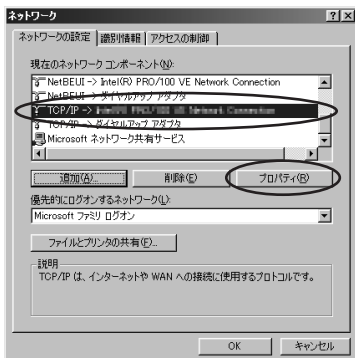 ネットワーク
ネットワークの設定 識別情報 アクセスの制御
現在のネットワーク コンポーネント(N):
NetBEUI -> Intel(R) PRO/100 VE Network Connection
NetBEUI -> ダイヤルアップ アダプタ
TCP/IP ->
TCP/IP -> ダイヤルアップ アダプタ
Microsoft ネットワーク共有サービス
追加(A)... 削除(E) プロパティ(R)
優先的にログオンするネットワーク(L):
Microsoft ファミリ ログオン
ファイルとプリンタの共有(F)...
説明
TCP/IP は、インターネットや WAN への接続に使用するプロトコルです。
OK キャンセル